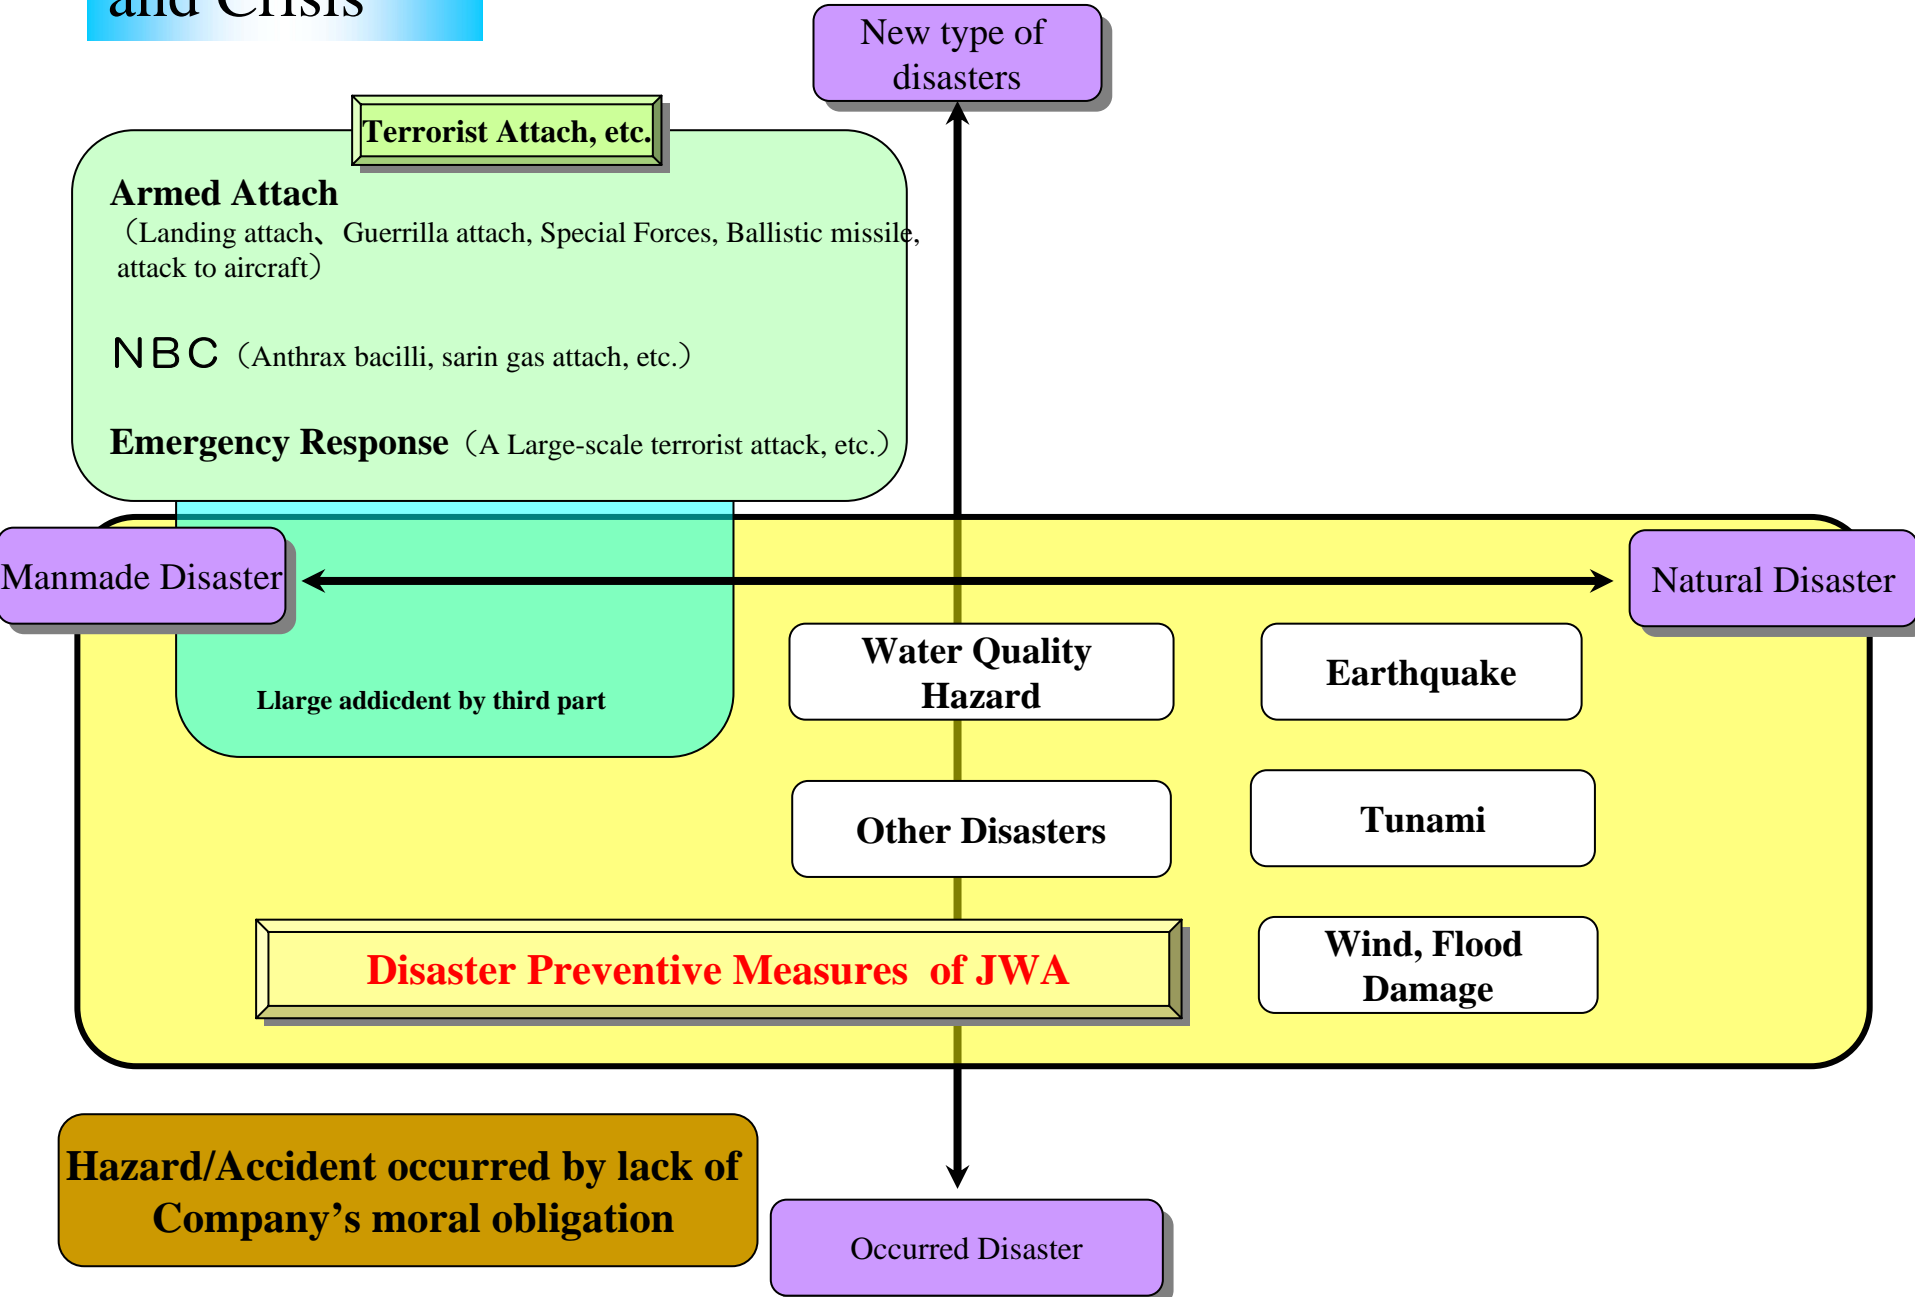 and Crisis
New type of
disasters
Terrorist Attach, etc.
Armed Attach
（Landing attach、Guerrilla attach, Special Forces, Ballistic missile,
attack to aircraft）
ＮＢＣ（Anthrax bacilli, sarin gas attach, etc.）
Emergency Response（A Large-scale terrorist attack, etc.）
Manmade Disaster
Natural Disaster
Water Quality
Hazard
Earthquake
Llarge addicdent by third part
Other Disasters
Tunami
Disaster Preventive Measures of JWA
Wind, Flood
Damage
Hazard/Accident occurred by lack of
Company’s moral obligation
Occurred Disaster